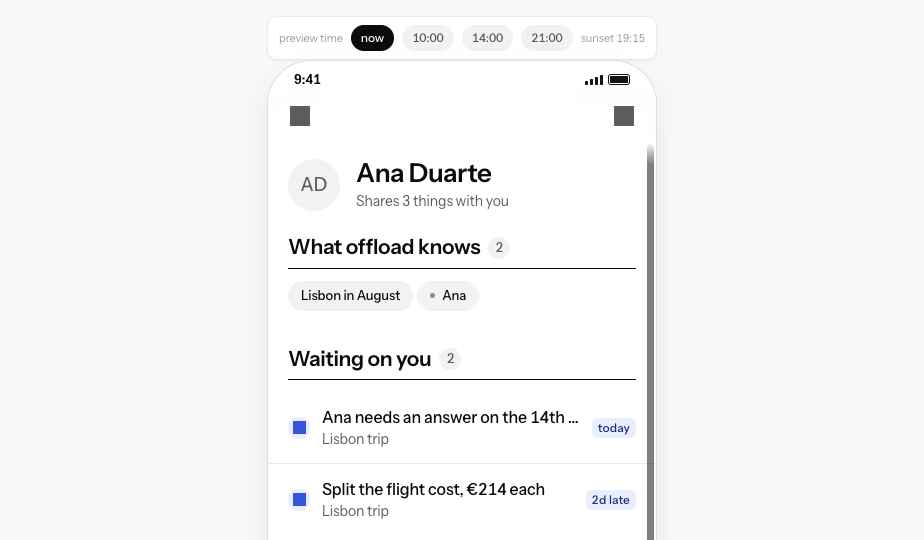 preview time now 10:00 14:00 21:00 sunset 19:15
9:41
AD
Ana Duarte
Shares 3 things with you
What offload knows 2
Lisbon in August Ana
Waiting on you 2
Ana needs an answer on the 14th ...
Lisbon trip
today
Split the flight cost, €214 each
Lisbon trip
2d late